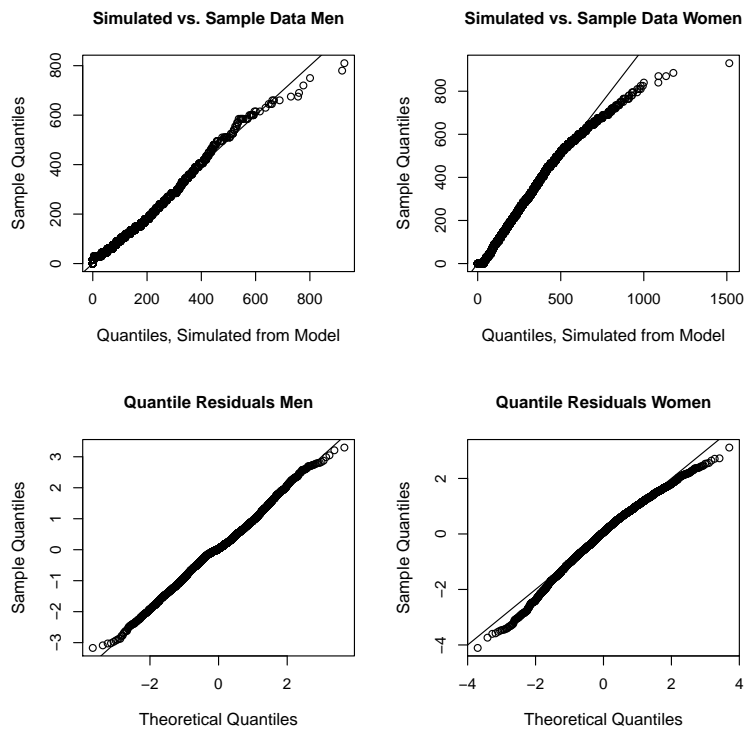 Simulated vs. Sample Data Men
Sample Quantiles
0 200 400 600 800
0 200 400 600 800
Quantiles, Simulated from Model
Simulated vs. Sample Data Women
Sample Quantiles
0 200 400 600 800
0 500 1000 1500
Quantiles, Simulated from Model
Quantile Residuals Men
Sample Quantiles
−3 −2 −1 0 1 2 3
−2 0 2
Theoretical Quantiles
Quantile Residuals Women
Sample Quantiles
−4 −2 0 2
−4 −2 0 2 4
Theoretical Quantiles